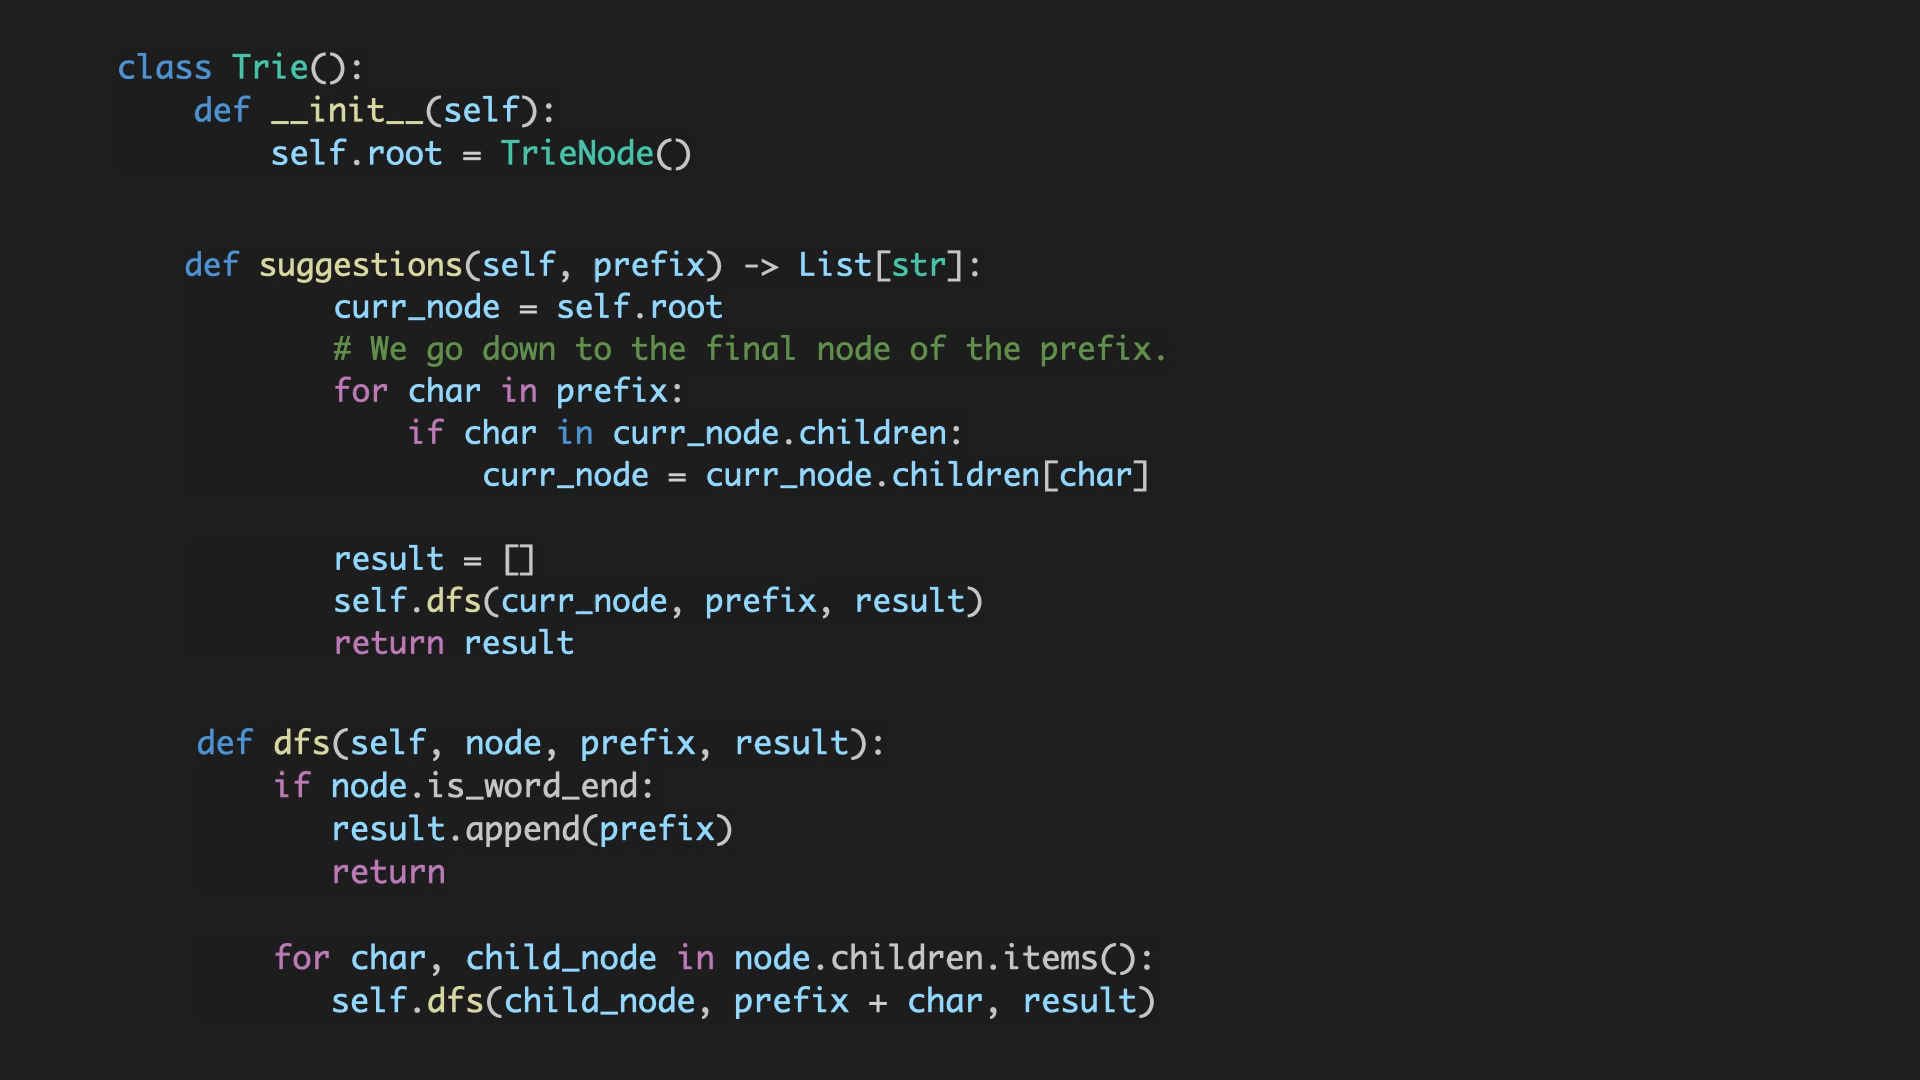 class Trie():
    def __init__(self):
        self.root = TrieNode()
    def suggestions(self, prefix) -> List[str]:
            curr_node = self.root
            # We go down to the final node of the prefix.
            for char in prefix:
                if char in curr_node.children:
                    curr_node = curr_node.children[char]
            result = []
            self.dfs(curr_node, prefix, result)
            return result
    def dfs(self, node, prefix, result):
        if node.is_word_end:
           result.append(prefix)
           return
        for char, child_node in node.children.items():
           self.dfs(child_node, prefix + char, result)